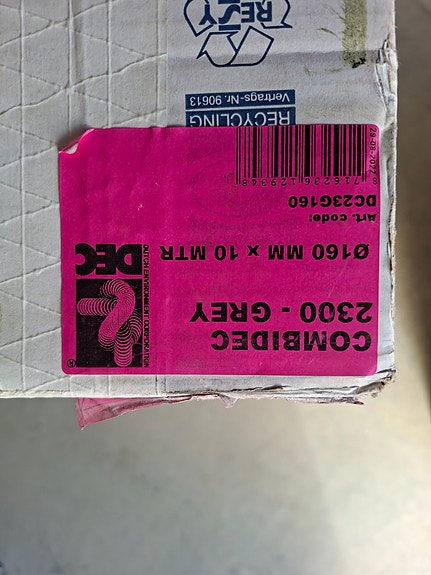 COMBIDEC
2300 - GREY
Ø160 MM x 10 MTR
Art. code:
DC23G160
8 716236 129348
29-08-2022
®
DEC
DUTCH ENVIRONMENT CORPORATION
RESY
Vertrags-Nr. 90613
RECYCLING